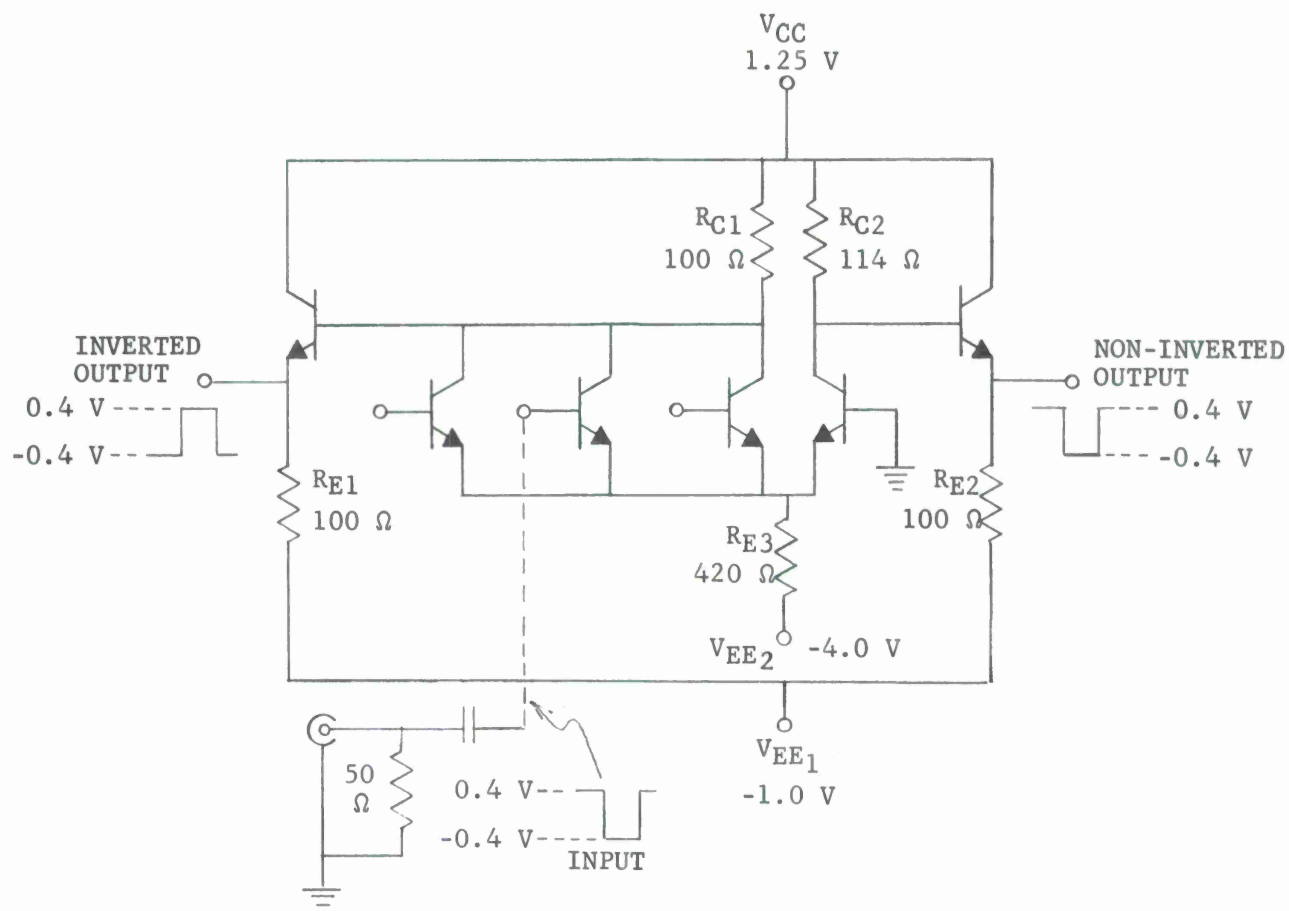 VCC
1.25 V
RC1
100 Ω
RC2
114 Ω
INVERTED
OUTPUT
0.4 V
-0.4 V
NON-INVERTED
OUTPUT
0.4 V
-0.4 V
RE1
100 Ω
RE2
100 Ω
RE3
420 Ω
VEE2 -4.0 V
VEE1
-1.0 V
50
Ω
0.4 V
-0.4 V
INPUT